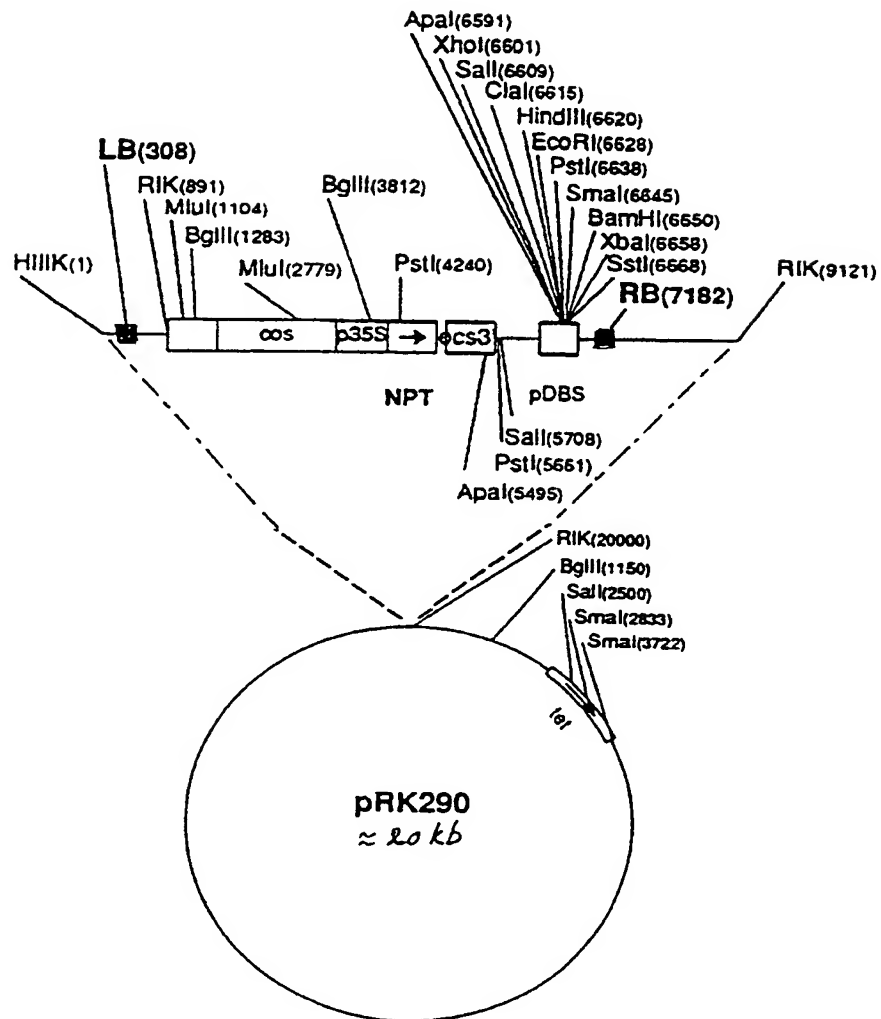 ApaI(6591)
XhoI(6601)
SalI(6609)
ClaI(6615)
HindIII(6620)
EcoRI(6628)
PstI(6638)
SmaI(6645)
BamHI(6650)
XbaI(6658)
SstI(6668)
LB(308)
RIK(891)
MluI(1104)
BglII(1283)
BglII(3812)
HIIIK(1)
MluI(2779)
PstI(4240)
RB(7182)
RIK(9121)
cos
p35S
cs3
NPT
pDBS
SalI(5708)
PstI(5661)
ApaI(5495)
RIK(20000)
BglII(1150)
SalI(2500)
SmaI(2833)
SmaI(3722)
tet
pRK290
≈ 20 kb